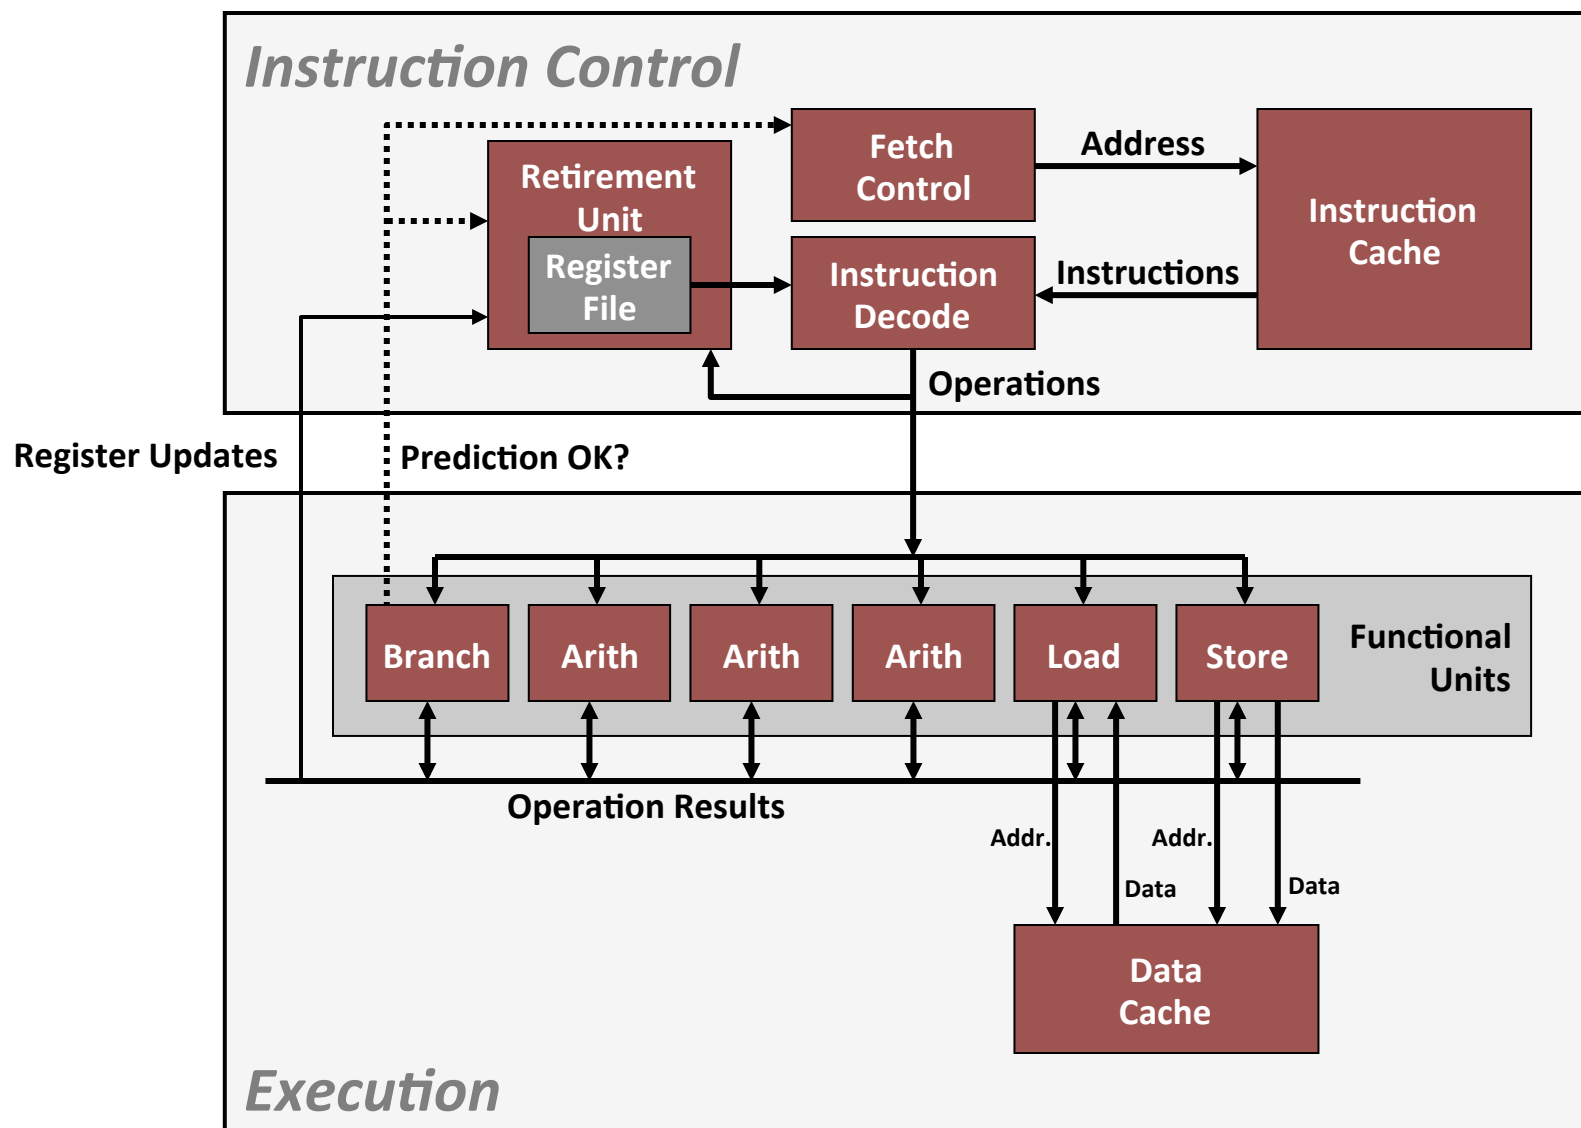 Instruction Control
Fetch
Control
Address
Instruction
Cache
Retirement
Unit
Register
File
Instruction
Decode
Instructions
Operations
Register Updates
Prediction OK?
Branch
Arith
Arith
Arith
Load
Store
Functional
Units
Operation Results
Addr.
Addr.
Data
Data
Data
Cache
Execution